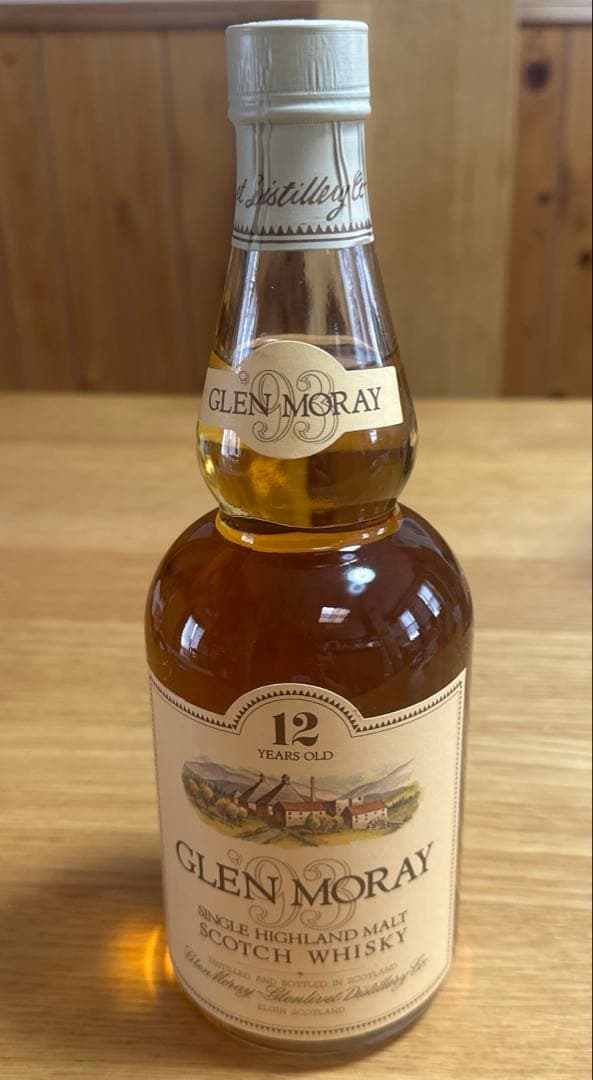 et Distillery Co
'93
GLEN MORAY
12
YEARS OLD
'93
GLEN MORAY
SINGLE HIGHLAND MALT
SCOTCH WHISKY
DISTILLED AND BOTTLED IN SCOTLAND
Glen Moray-Glenlivet Distillery Co
ELGIN SCOTLAND